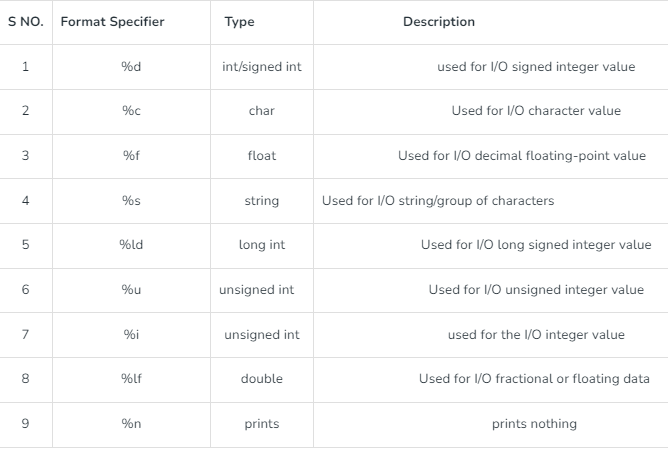 S NO. Format Specifier Type Description
1 %d int/signed int used for I/O signed integer value
2 %c char Used for I/O character value
3 %f float Used for I/O decimal floating-point value
4 %s string Used for I/O string/group of characters
5 %ld long int Used for I/O long signed integer value
6 %u unsigned int Used for I/O unsigned integer value
7 %i unsigned int used for the I/O integer value
8 %lf double Used for I/O fractional or floating data
9 %n prints prints nothing